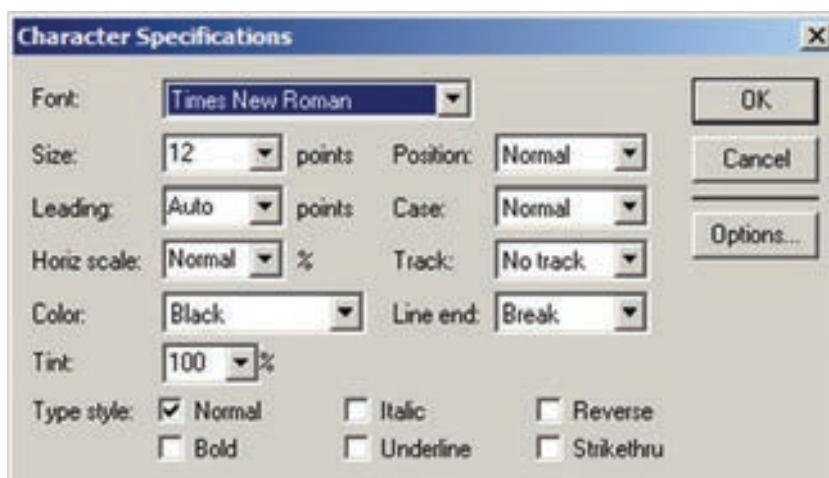 Character Specifications
Font: Times New Roman OK
Size: 12 points Position: Normal Cancel
Leading: Auto points Case: Normal
Options...
Horiz scale: Normal % Track: No track
Color: Black Line end: Break
Tint: 100 %
Type style: Normal Italic Reverse
Bold Underline Strikethru